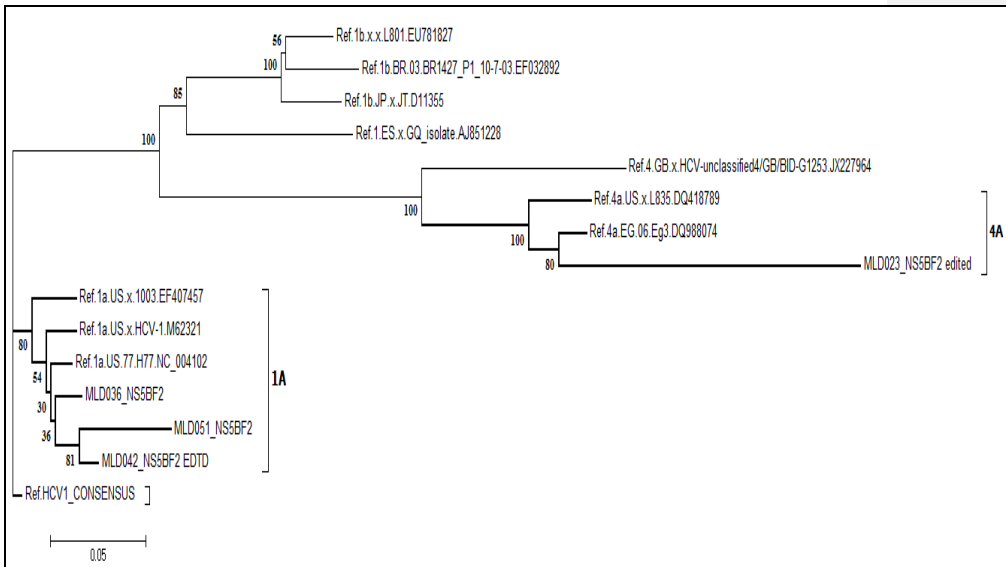 Ref.1b.x.x.L801.EU781827
56
Ref.1b.BR.03.BR1427_P1_10-7-03.EF032892
100
85
Ref.1b.JP.x.JT.D11355
Ref.1.ES.x.GQ_isolate.AJ851228
100
Ref.4.GB.x.HCV-unclassified4/GB/BID-G1253.JX227964
Ref.4a.US.x.L835.DQ418789
100
Ref.4a.EG.06.Eg3.DQ988074
4A
100
80
MLD023_NS5BF2 edited
Ref.1a.US.x.1003.EF407457
Ref.1a.US.x.HCV-1.M62321
80
Ref.1a.US.77.H77.NC_004102
54
1A
MLD036_NS5BF2
30
MLD051_NS5BF2
36
81
MLD042_NS5BF2 EDTD
Ref.HCV1_CONSENSUS
0.05